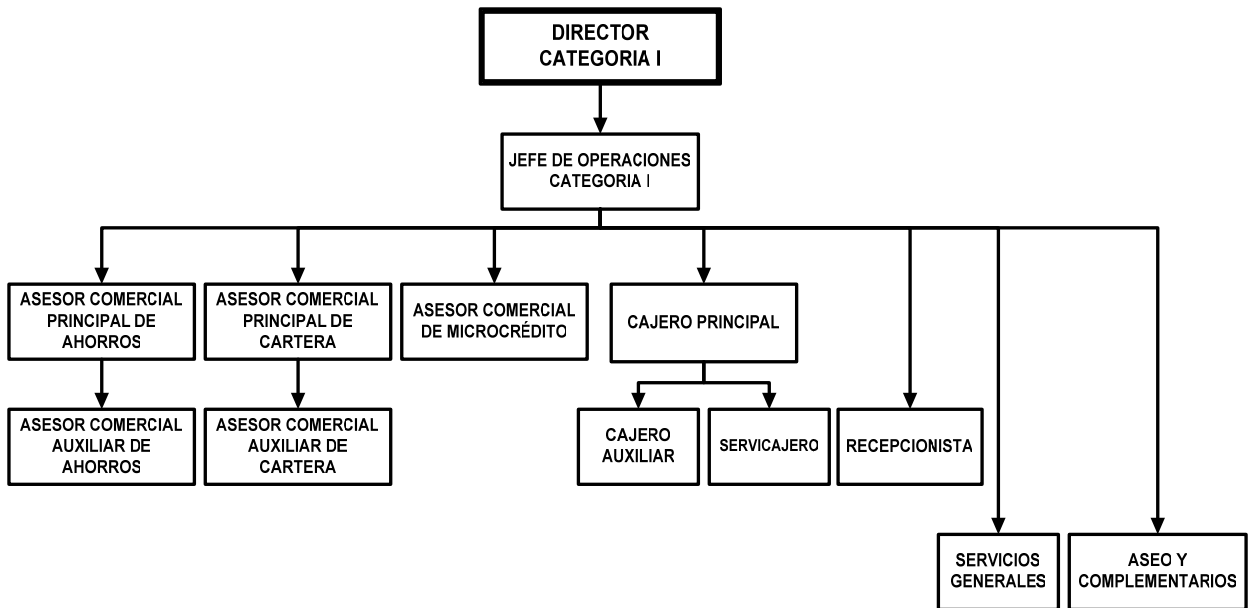 DIRECTOR
CATEGORIA I
JEFE DE OPERACIONES
CATEGORIA I
ASESOR COMERCIAL
PRINCIPAL DE
AHORROS
ASESOR COMERCIAL
PRINCIPAL DE
CARTERA
ASESOR COMERCIAL
DE MICROCRÉDITO
CAJERO PRINCIPAL
ASESOR COMERCIAL
AUXILIAR DE
AHORROS
ASESOR COMERCIAL
AUXILIAR DE
CARTERA
CAJERO
AUXILIAR
SERVICAJERO
RECEPCIONISTA
SERVICIOS
GENERALES
ASEO Y
COMPLEMENTARIOS